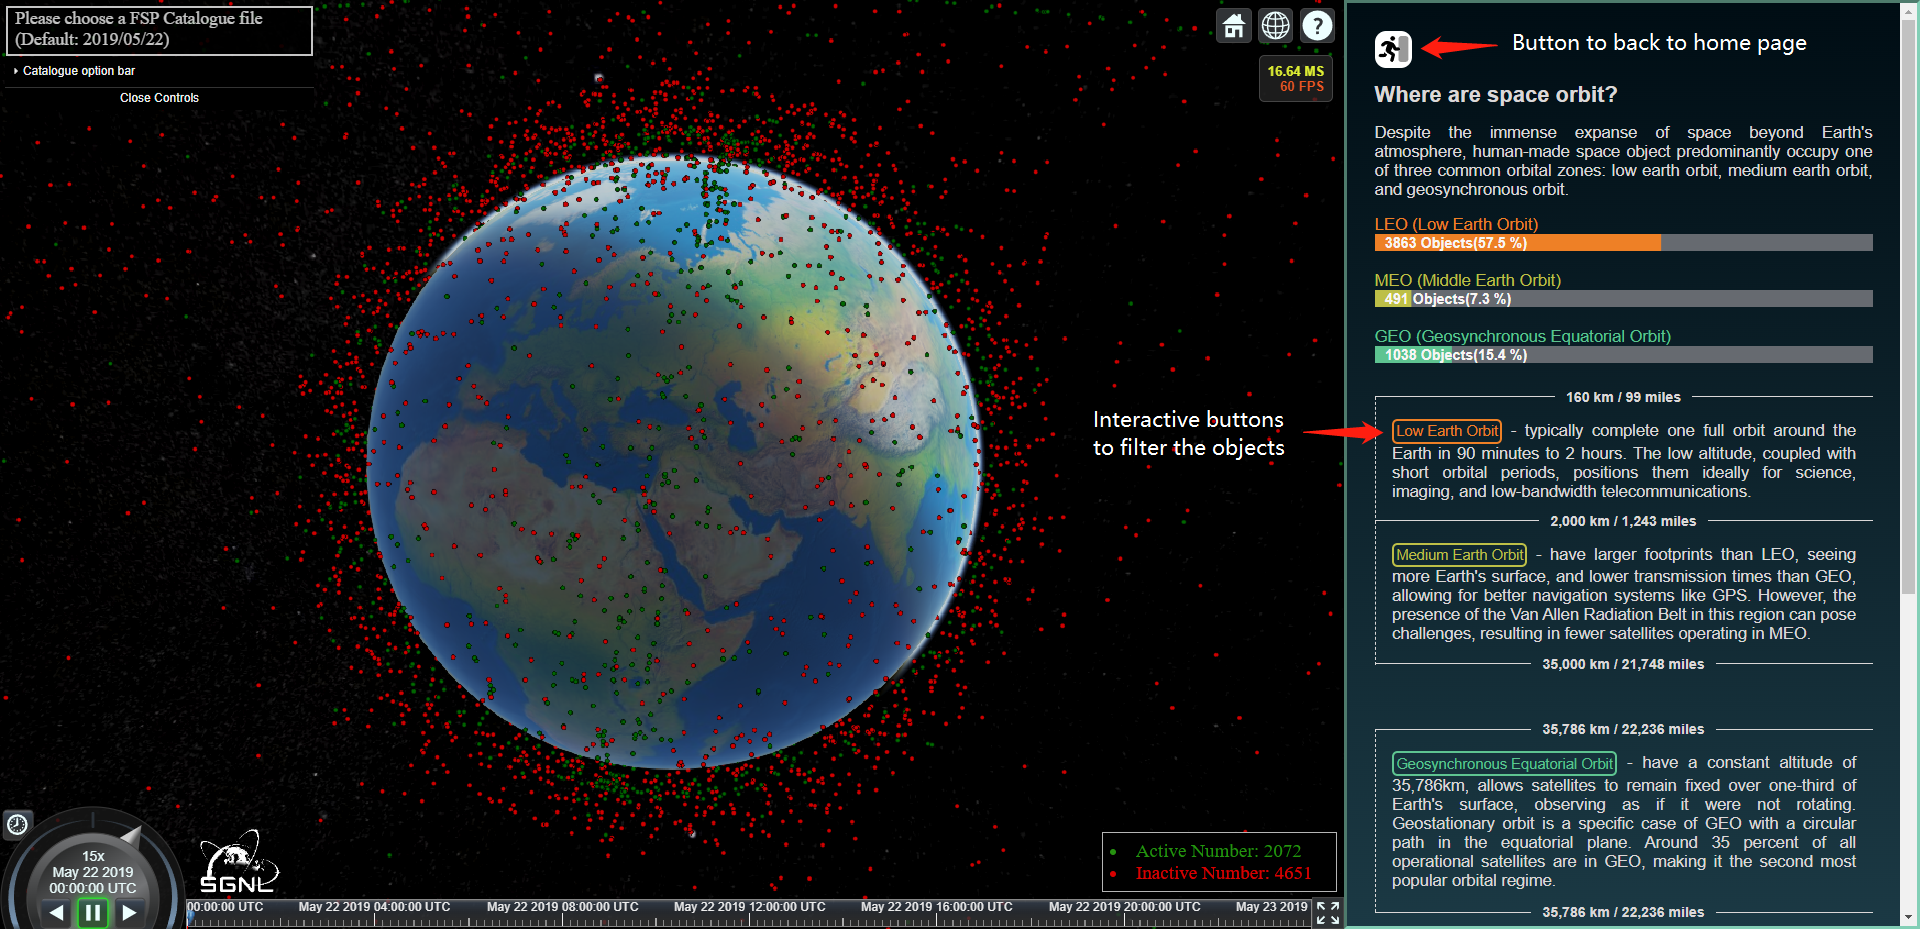 Please choose a FSP Catalogue file
(Default: 2019/05/22)
Catalogue option bar
Close Controls
?
16.64 MS
60 FPS
Button to back to home page
Where are space orbit?
Despite the immense expanse of space beyond Earth's
atmosphere, human-made space object predominantly occupy one
of three common orbital zones: low earth orbit, medium earth orbit,
and geosynchronous orbit.
LEO (Low Earth Orbit)
3863 Objects(57.5 %)
MEO (Middle Earth Orbit)
491 Objects(7.3 %)
GEO (Geosynchronous Equatorial Orbit)
1038 Objects(15.4 %)
160 km / 99 miles
Interactive buttons
to filter the objects
Low Earth Orbit - typically complete one full orbit around the
Earth in 90 minutes to 2 hours. The low altitude, coupled with
short orbital periods, positions them ideally for science,
imaging, and low-bandwidth telecommunications.
2,000 km / 1,243 miles
Medium Earth Orbit - have larger footprints than LEO, seeing
more Earth's surface, and lower transmission times than GEO,
allowing for better navigation systems like GPS. However, the
presence of the Van Allen Radiation Belt in this region can pose
challenges, resulting in fewer satellites operating in MEO.
35,000 km / 21,748 miles
35,786 km / 22,236 miles
Geosynchronous Equatorial Orbit - have a constant altitude of
35,786km, allows satellites to remain fixed over one-third of
Earth's surface, observing as if it were not rotating.
Geostationary orbit is a specific case of GEO with a circular
path in the equatorial plane. Around 35 percent of all
operational satellites are in GEO, making it the second most
popular orbital regime.
35,786 km / 22,236 miles
15x
May 22 2019
00:00:00 UTC
SGNL
Active Number: 2072
Inactive Number: 4651
00:00:00 UTC May 22 2019 04:00:00 UTC May 22 2019 08:00:00 UTC May 22 2019 12:00:00 UTC May 22 2019 16:00:00 UTC May 22 2019 20:00:00 UTC May 23 2019